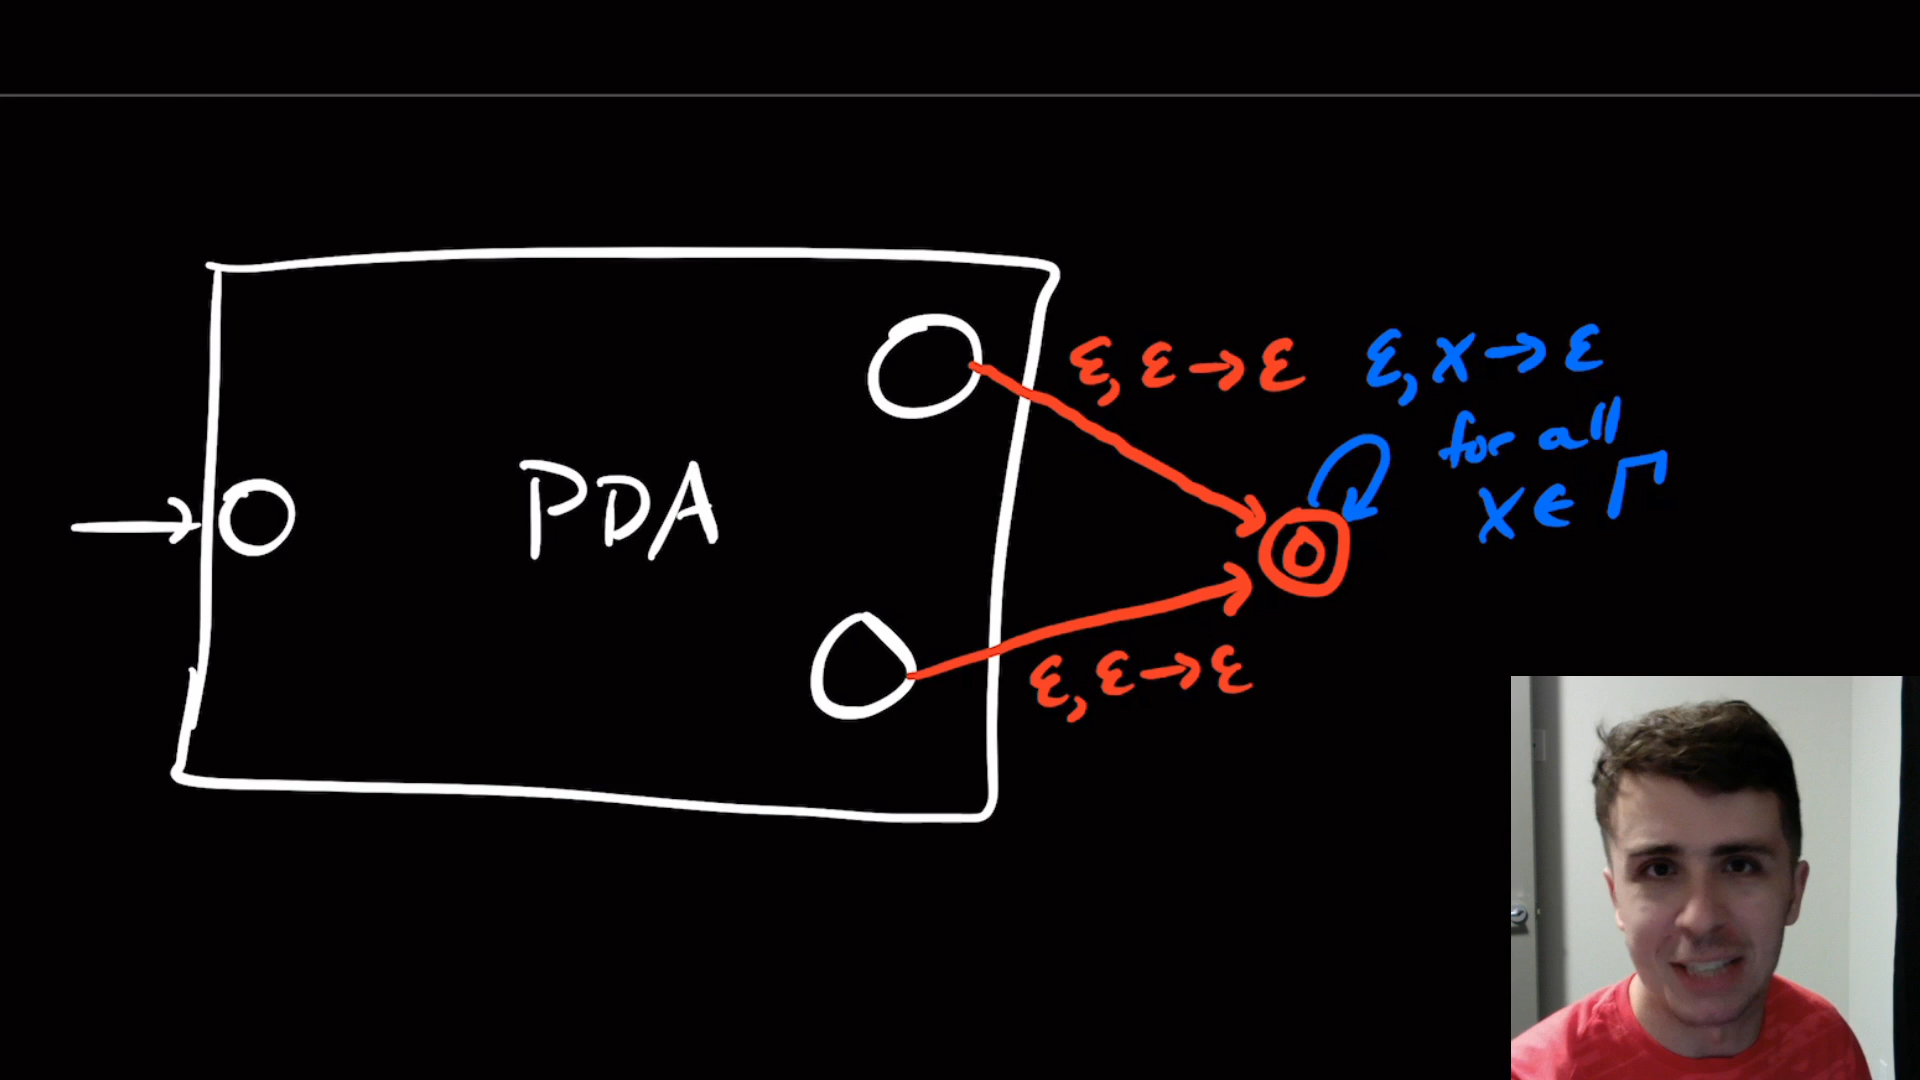 PDA
ε, ε → ε
ε, x → ε
for all
x ∈ Γ
ε, ε → ε